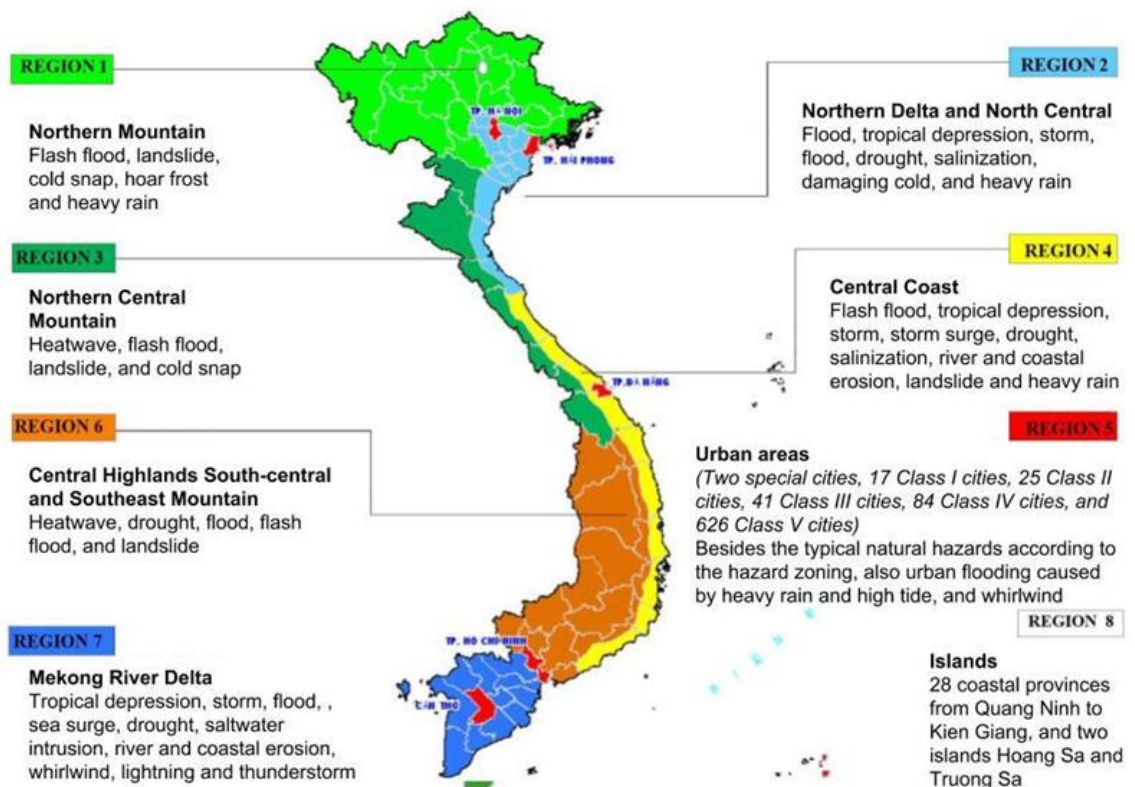 REGION 1
Northern Mountain
Flash flood, landslide,
cold snap, hoar frost
and heavy rain
REGION 2
Northern Delta and North Central
Flood, tropical depression, storm,
flood, drought, salinization,
damaging cold, and heavy rain
TP. HÀ NỘI
TP. HẢI PHONG
REGION 3
Northern Central
Mountain
Heatwave, flash flood,
landslide, and cold snap
REGION 4
Central Coast
Flash flood, tropical depression,
storm, storm surge, drought,
salinization, river and coastal
erosion, landslide and heavy rain
TP.ĐÀ NẴNG
REGION 6
Central Highlands South-central
and Southeast Mountain
Heatwave, drought, flood, flash
flood, and landslide
REGION 5
Urban areas
(Two special cities, 17 Class I cities, 25 Class II
cities, 41 Class III cities, 84 Class IV cities, and
626 Class V cities)
Besides the typical natural hazards according to
the hazard zoning, also urban flooding caused
by heavy rain and high tide, and whirlwind
TP. HO CHI MINH
CẦN THƠ
REGION 7
Mekong River Delta
Tropical depression, storm, flood, ,
sea surge, drought, saltwater
intrusion, river and coastal erosion,
whirlwind, lightning and thunderstorm
REGION 8
Islands
28 coastal provinces
from Quang Ninh to
Kien Giang, and two
islands Hoang Sa and
Truong Sa